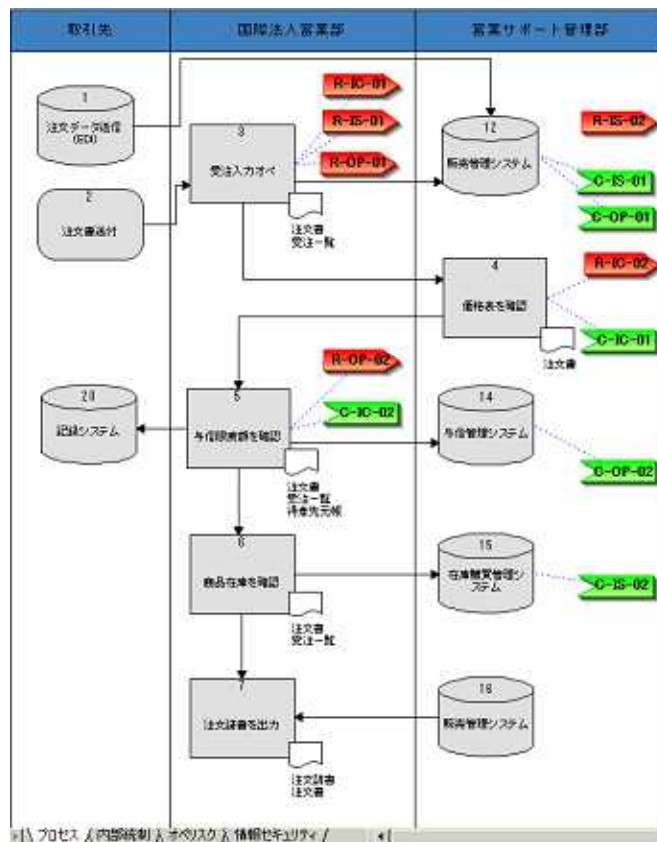 取引先
国際法人営業部
営業サポート管理部
1
注文データ送信
(EDI)
2
注文書送付
3
受注入力オペ
注文書
受注一覧
R-IC-01
R-IS-01
R-OP-01
12
販売管理システム
R-IS-02
C-IS-01
C-OP-01
4
価格表を確認
注文書
R-IC-02
C-IC-01
R-OP-02
C-IC-02
20
記録システム
5
与信限度額を確認
注文書
受注一覧
得意先元帳
14
与信管理システム
C-OP-02
6
商品在庫を確認
注文書
受注一覧
15
在庫購買管理シ
ステム
C-IS-02
7
注文請書を出力
注文請書
注文書
16
販売管理システム
プロセス / 内部統制 / オペリスク / 情報セキュリティ /